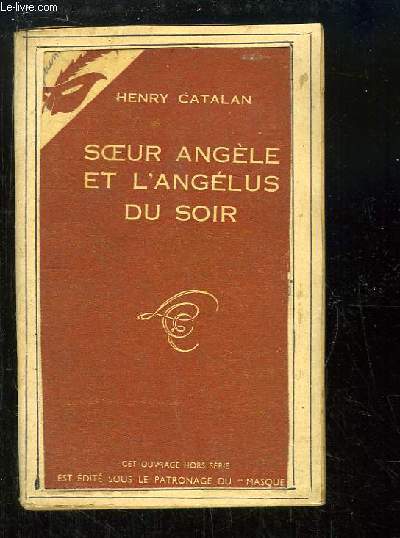 Le-livre.com
HENRY CATALAN
SŒUR ANGÈLE
ET L'ANGÉLUS
DU SOIR
CET OUVRAGE HORS SÉRIE
EST ÉDITÉ SOUS LE PATRONAGE DU "MASQUE